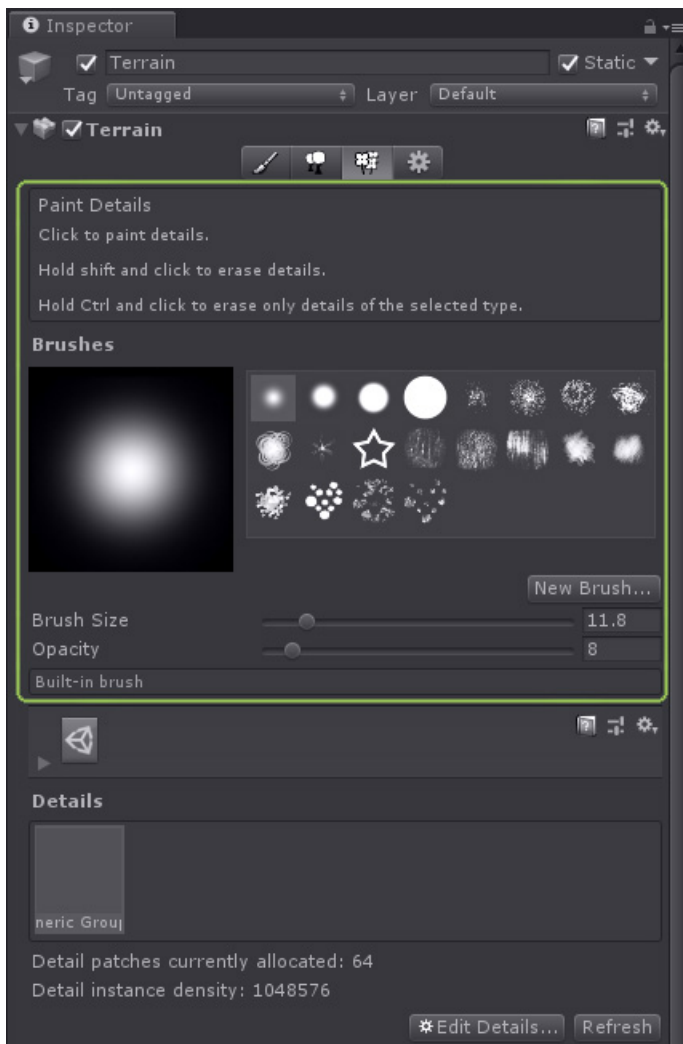 Inspector
Terrain Static
Tag Untagged Layer Default
Terrain
Paint Details
Click to paint details.
Hold shift and click to erase details.
Hold Ctrl and click to erase only details of the selected type.
Brushes
New Brush...
Brush Size 11.8
Opacity 8
Built-in brush
Details
neric Grou
Detail patches currently allocated: 64
Detail instance density: 1048576
Edit Details... Refresh